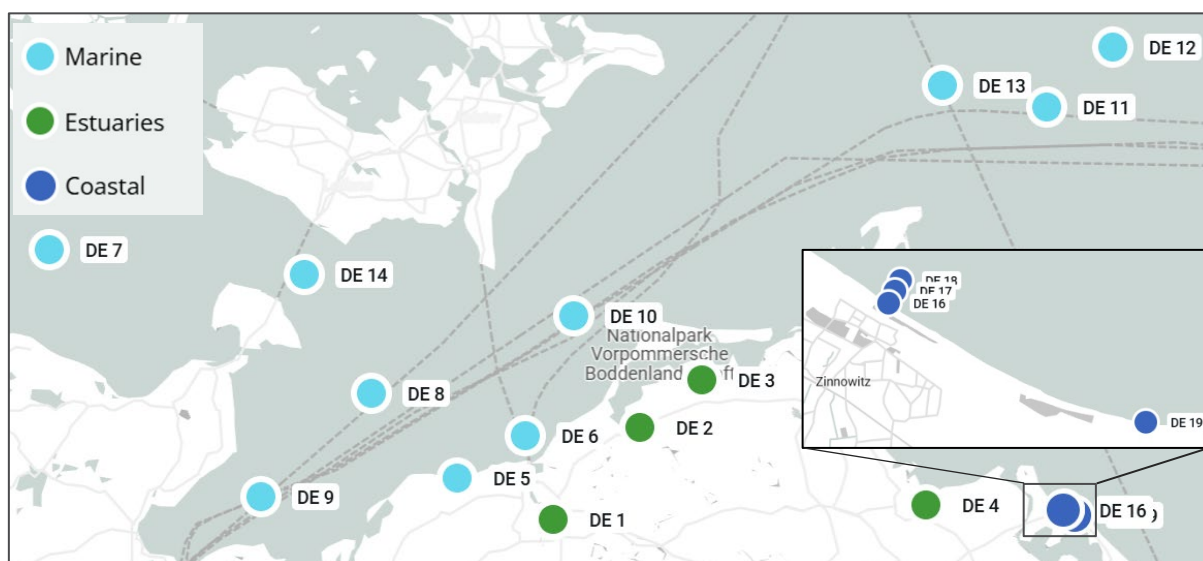 Marine
Estuaries
Coastal
DE 12
DE 13
DE 11
DE 7
DE 14
DE 10
Nationalpark
Vorpommersche
DE 3
DE 8
DE 6
DE 2
DE 5
DE 9
DE 1
DE 4
DE 16
DE 18
DE 17
DE 16
Zinnowitz
DE 19